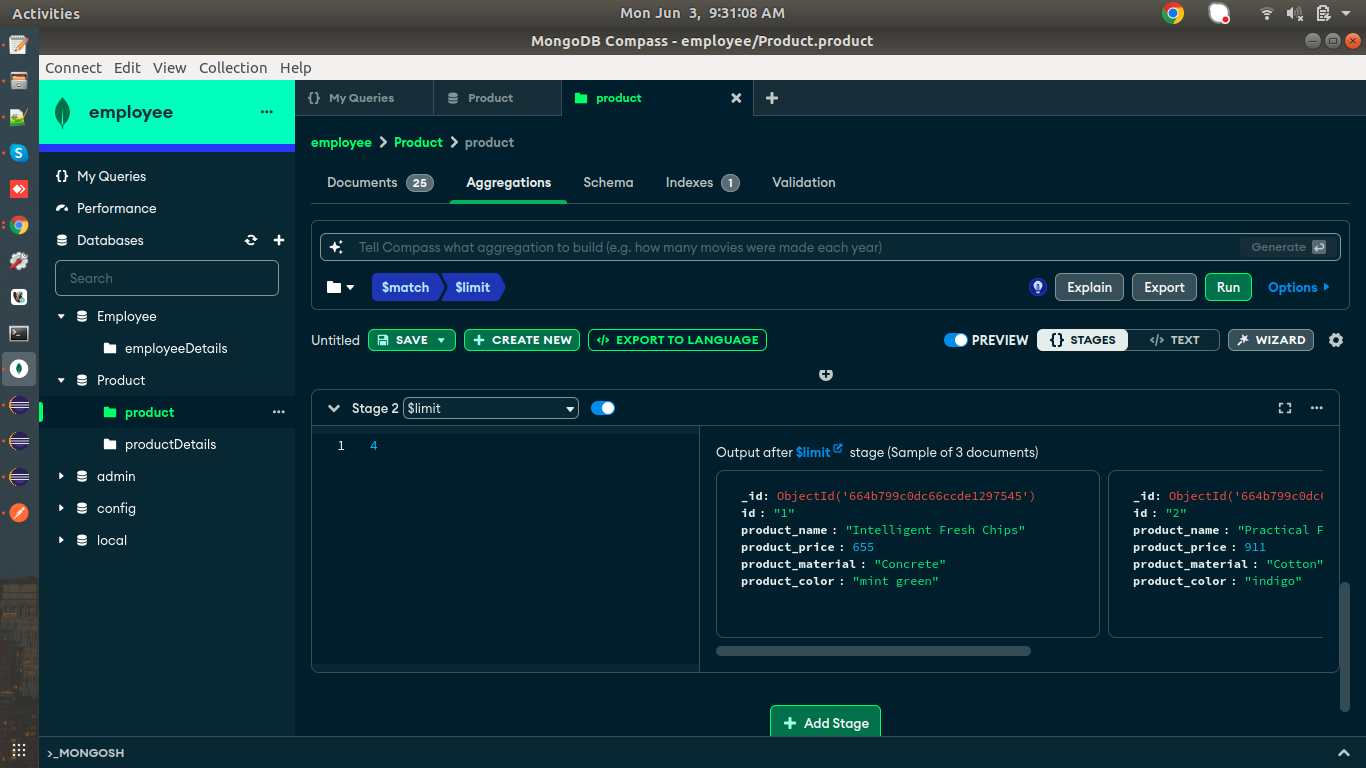 Activities Mon Jun 3, 9:31:08 AM
MongoDB Compass - employee/Product.product
Connect Edit View Collection Help
employee
My Queries
Performance
Databases
Search
Employee
employeeDetails
Product
product
productDetails
admin
config
local
{} My Queries Product product
employee > Product > product
Documents 25 Aggregations Schema Indexes 1 Validation
Tell Compass what aggregation to build (e.g. how many movies were made each year) Generate
$match $limit Explain Export Run Options
Untitled SAVE + CREATE NEW </> EXPORT TO LANGUAGE PREVIEW {} STAGES </> TEXT WIZARD
Stage 2 $limit
1 4
Output after $limit stage (Sample of 3 documents)
_id: ObjectId('664b799c0dc66ccde1297545')
id : "1"
product_name : "Intelligent Fresh Chips"
product_price : 655
product_material : "Concrete"
product_color : "mint green"
_id: ObjectId('664b799c0dc
id : "2"
product_name : "Practical F
product_price : 911
product_material : "Cotton"
product_color : "indigo"
+ Add Stage
>_MONGOSH